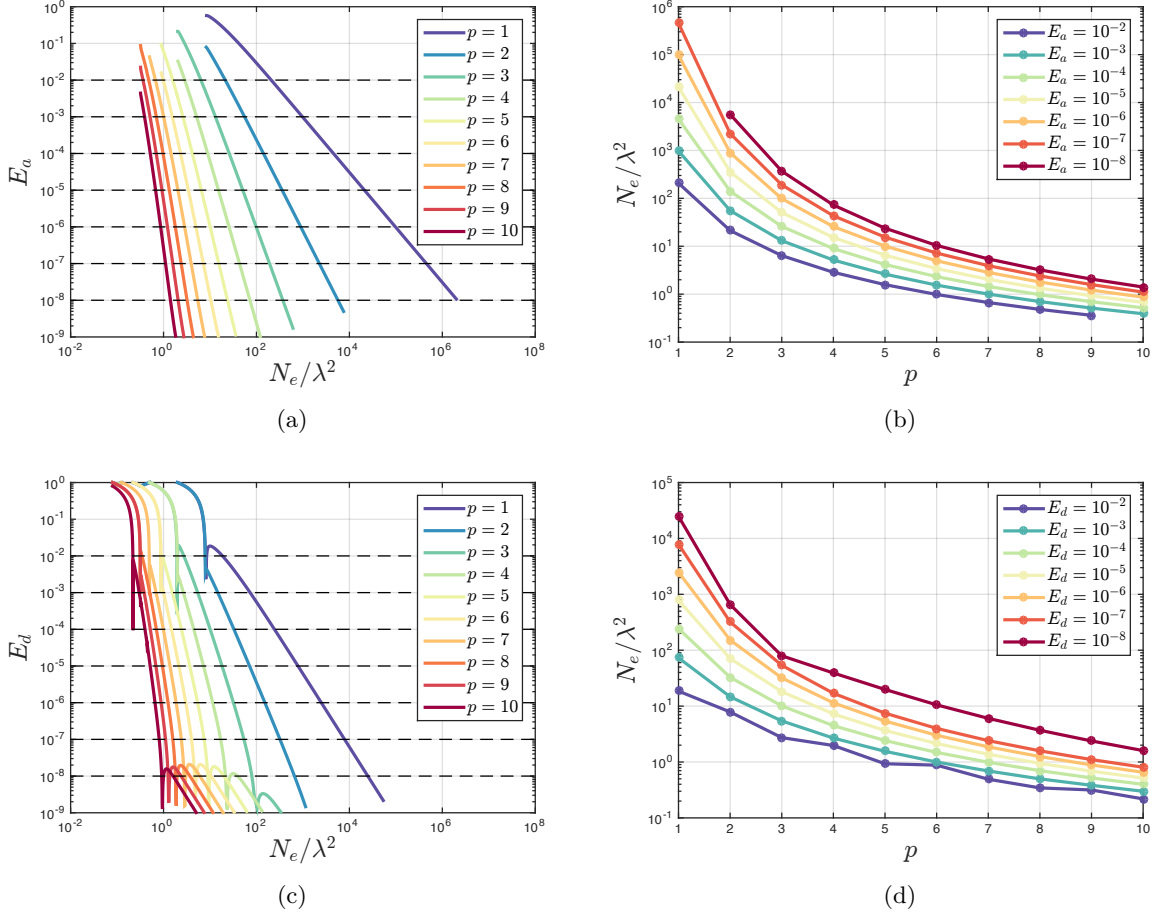 10^0
10^-1
10^-2
10^-3
10^-4
10^-5
10^-6
10^-7
10^-8
10^-9
E_a
10^-2
10^0
10^2
10^4
10^6
10^8
N_e/λ^2
p = 1
p = 2
p = 3
p = 4
p = 5
p = 6
p = 7
p = 8
p = 9
p = 10
(a)
10^6
10^5
10^4
10^3
10^2
10^1
10^0
10^-1
N_e/λ^2
1 2 3 4 5 6 7 8 9 10
p
E_a = 10^-2
E_a = 10^-3
E_a = 10^-4
E_a = 10^-5
E_a = 10^-6
E_a = 10^-7
E_a = 10^-8
(b)
10^0
10^-1
10^-2
10^-3
10^-4
10^-5
10^-6
10^-7
10^-8
10^-9
E_d
10^-2
10^0
10^2
10^4
10^6
10^8
N_e/λ^2
p = 1
p = 2
p = 3
p = 4
p = 5
p = 6
p = 7
p = 8
p = 9
p = 10
(c)
10^5
10^4
10^3
10^2
10^1
10^0
10^-1
N_e/λ^2
1 2 3 4 5 6 7 8 9 10
p
E_d = 10^-2
E_d = 10^-3
E_d = 10^-4
E_d = 10^-5
E_d = 10^-6
E_d = 10^-7
E_d = 10^-8
(d)